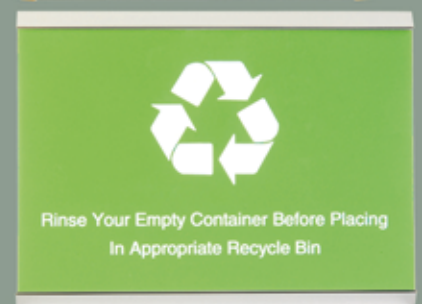 Rinse Your Empty Container Before Placing
In Appropriate Recycle Bin